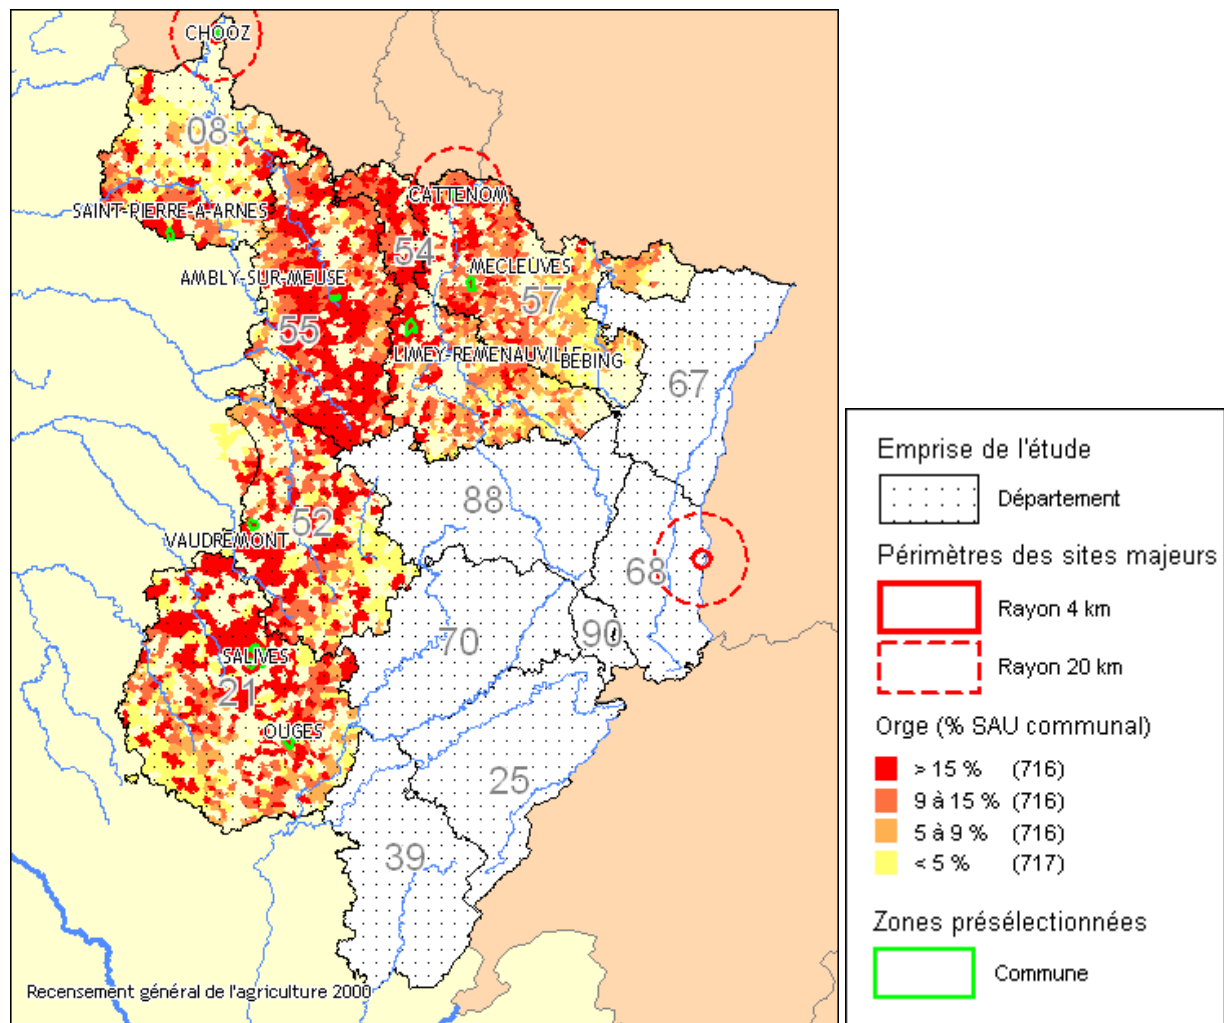 CHOOZ
08
CATTENOM
SAINT-PIERRE-A-ARNES
54
MECLEUVES
AMBLY-SUR-MEUSE
57
55
LIMEY-REMENAUVILLE
BEBING
67
88
52
VAUDREMONT
68
70
90
SALIVES
21
OUGES
25
39
Recensement général de l'agriculture 2000
Emprise de l'étude
Département
Périmètres des sites majeurs
Rayon 4 km
Rayon 20 km
Orge (% SAU communal)
> 15 % (716)
9 à 15 % (716)
5 à 9 % (716)
< 5 % (717)
Zones présélectionnées
Commune